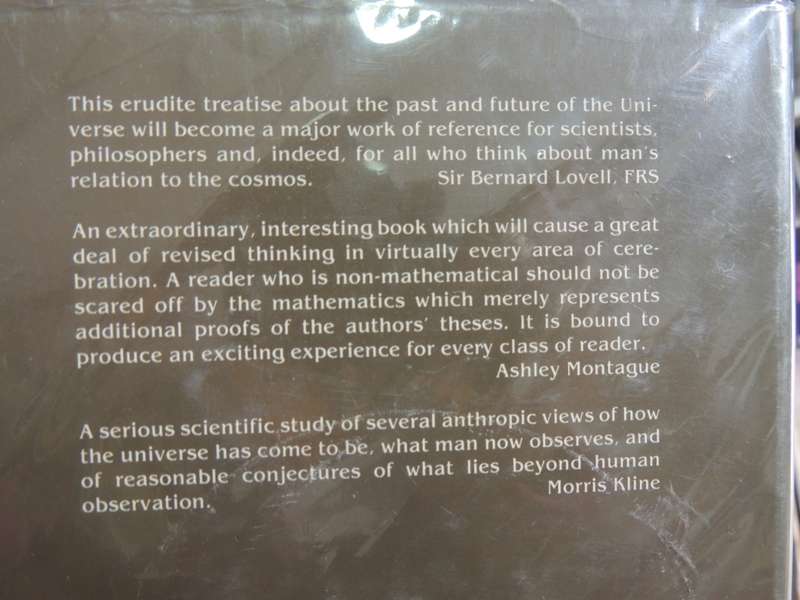 This erudite treatise about the past and future of the Uni-
verse will become a major work of reference for scientists,
philosophers and, indeed, for all who think about man's
relation to the cosmos. Sir Bernard Lovell, FRS
An extraordinary, interesting book which will cause a great
deal of revised thinking in virtually every area of cere-
bration. A reader who is non-mathematical should not be
scared off by the mathematics which merely represents
additional proofs of the authors' theses. It is bound to
produce an exciting experience for every class of reader.
Ashley Montague
A serious scientific study of several anthropic views of how
the universe has come to be, what man now observes, and
of reasonable conjectures of what lies beyond human
observation. Morris Kline